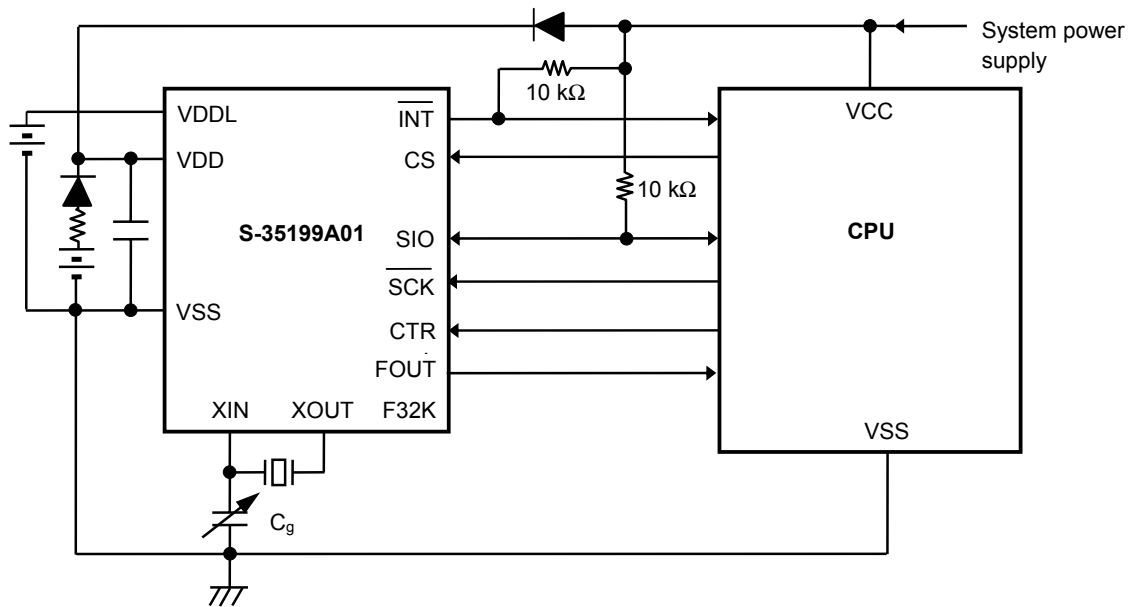 System power
supply
10 kΩ
VDDL
INT
VCC
VDD
CS
10 kΩ
S-35199A01
SIO
CPU
SCK
VSS
CTR
FOUT
XIN XOUT F32K
VSS
Cg